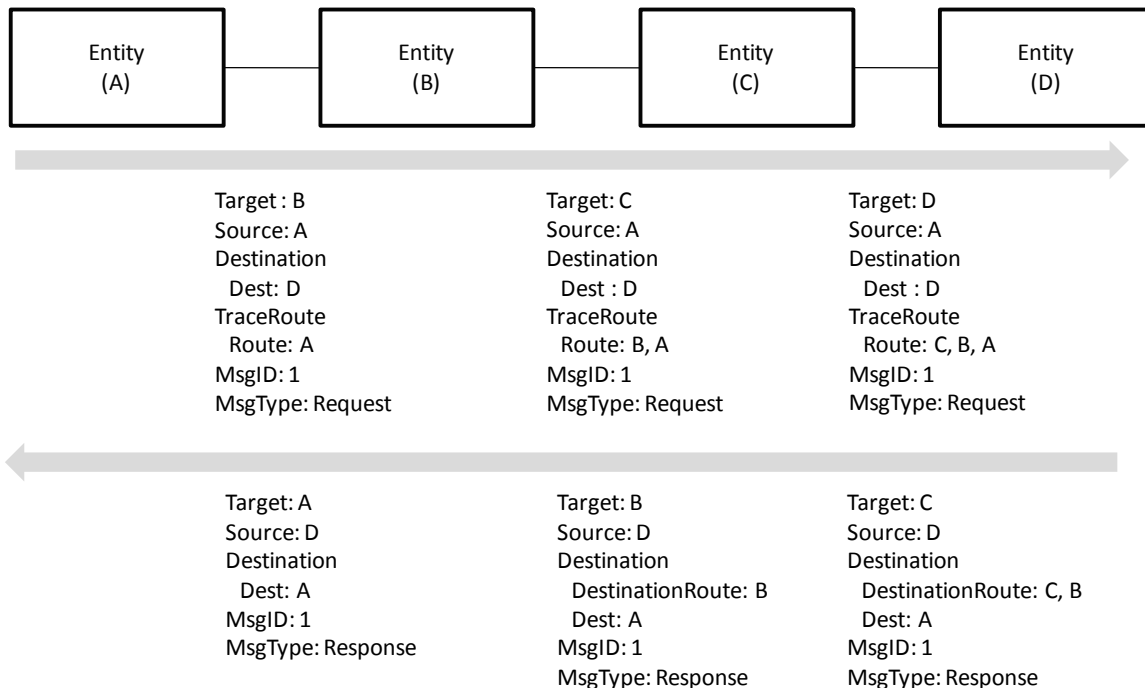 Entity
(A)
Entity
(B)
Entity
(C)
Entity
(D)
Target : B
Source: A
Destination
Dest: D
TraceRoute
Route: A
MsgID: 1
MsgType: Request
Target: C
Source: A
Destination
Dest : D
TraceRoute
Route: B, A
MsgID: 1
MsgType: Request
Target: D
Source: A
Destination
Dest : D
TraceRoute
Route: C, B, A
MsgID: 1
MsgType: Request
Target: A
Source: D
Destination
Dest: A
MsgID: 1
MsgType: Response
Target: B
Source: D
Destination
DestinationRoute: B
Dest: A
MsgID: 1
MsgType: Response
Target: C
Source: D
Destination
DestinationRoute: C, B
Dest: A
MsgID: 1
MsgType: Response